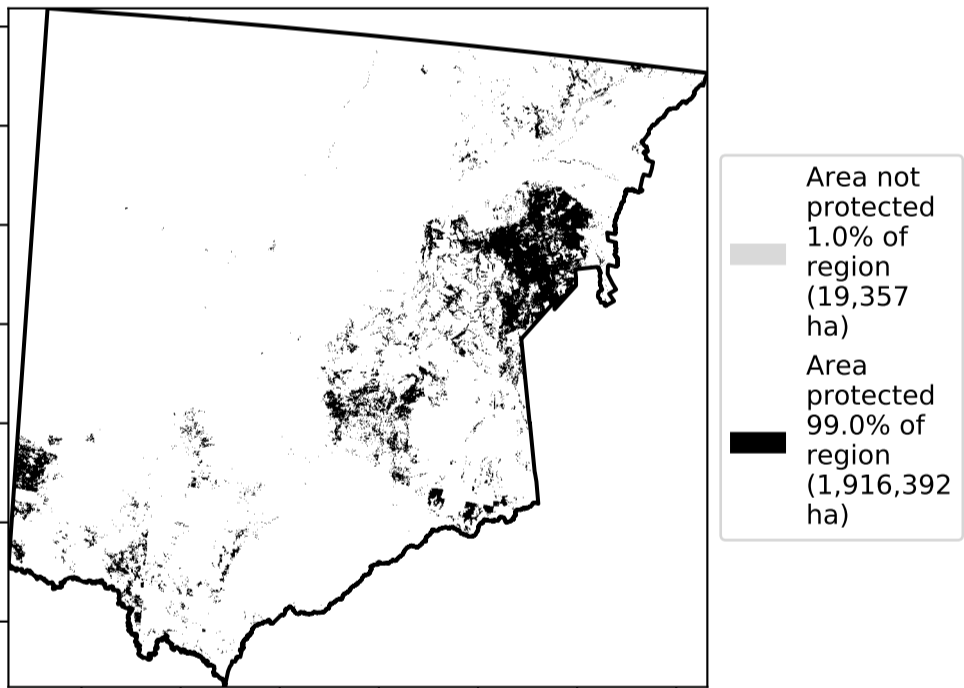 Area not
protected
1.0% of
region
(19,357
ha)
Area
protected
99.0% of
region
(1,916,392
ha)